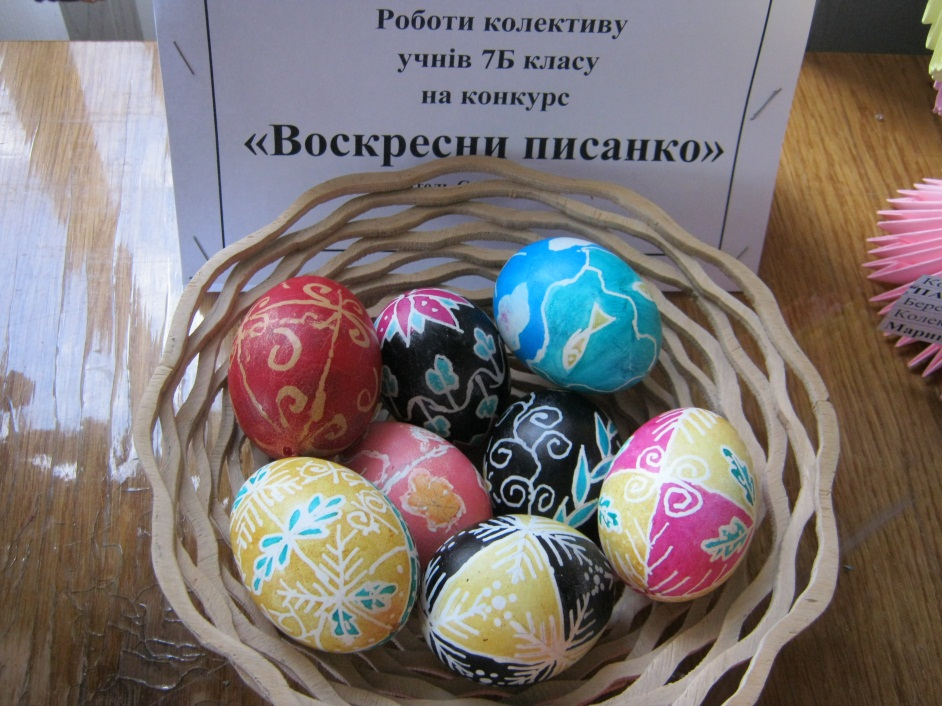 Роботи колективу
учнів 7Б класу
на конкурс
«Воскресни писанко»